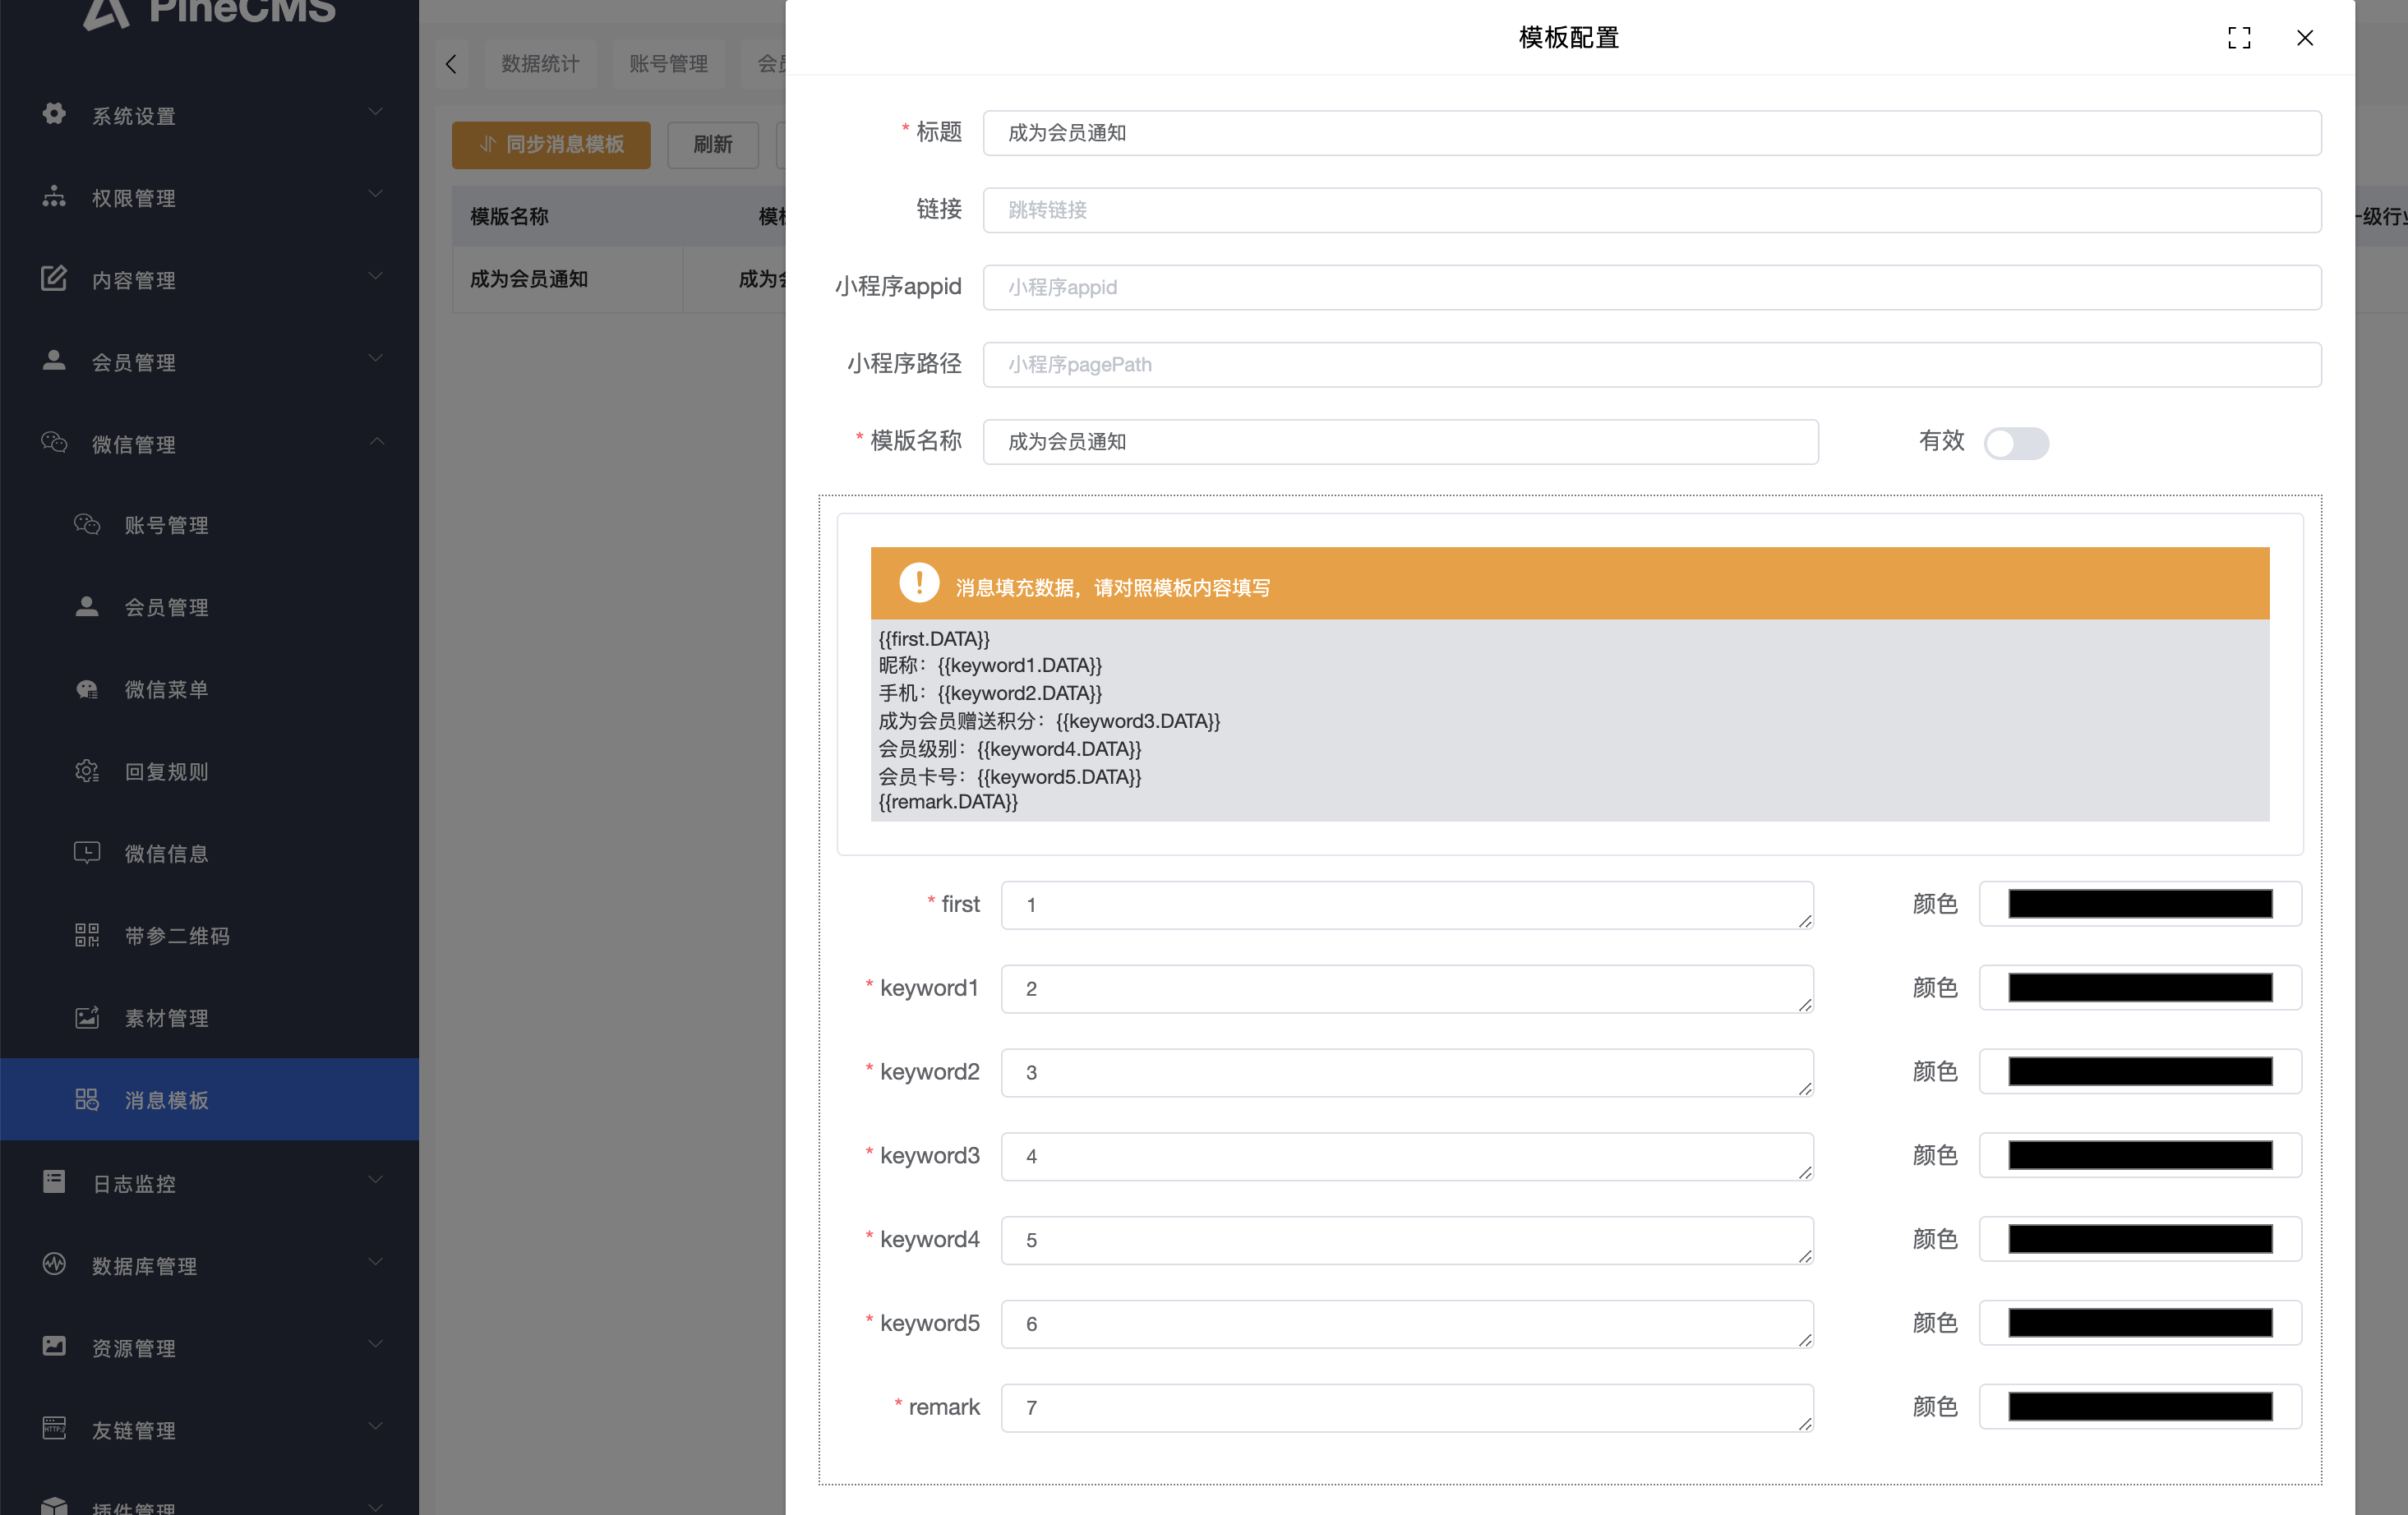 PineCMS
系统设置
权限管理
内容管理
会员管理
微信管理
账号管理
会员管理
微信菜单
回复规则
微信信息
带参二维码
素材管理
消息模板
日志监控
数据库管理
资源管理
友链管理
插件管理
数据统计
账号管理
同步消息模板
刷新
模版名称
成为会员通知
成为
级行
模板配置
* 标题 成为会员通知
链接 跳转链接
小程序appid 小程序appid
小程序路径 小程序pagePath
* 模版名称 成为会员通知 有效
消息填充数据，请对照模板内容填写
{{first.DATA}}
昵称：{{keyword1.DATA}}
手机：{{keyword2.DATA}}
成为会员赠送积分：{{keyword3.DATA}}
会员级别：{{keyword4.DATA}}
会员卡号：{{keyword5.DATA}}
{{remark.DATA}}
* first 1 颜色
* keyword1 2 颜色
* keyword2 3 颜色
* keyword3 4 颜色
* keyword4 5 颜色
* keyword5 6 颜色
* remark 7 颜色